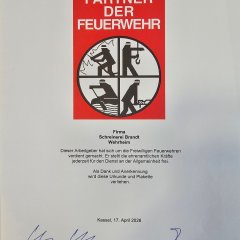 PARTNER
DER
FEUERWEHR
Firma
Schreinerei Brandt
Wehrheim
Dieser Arbeitgeber hat sich um die Freiwilligen Feuerwehren
verdient gemacht. Er stellt die ehrenamtlichen Kräfte
jederzeit für den Dienst an der Allgemeinheit frei.
Als Dank und Anerkennung
wird diese Urkunde und Plakette
verliehen.
Kassel, 17. April 2026